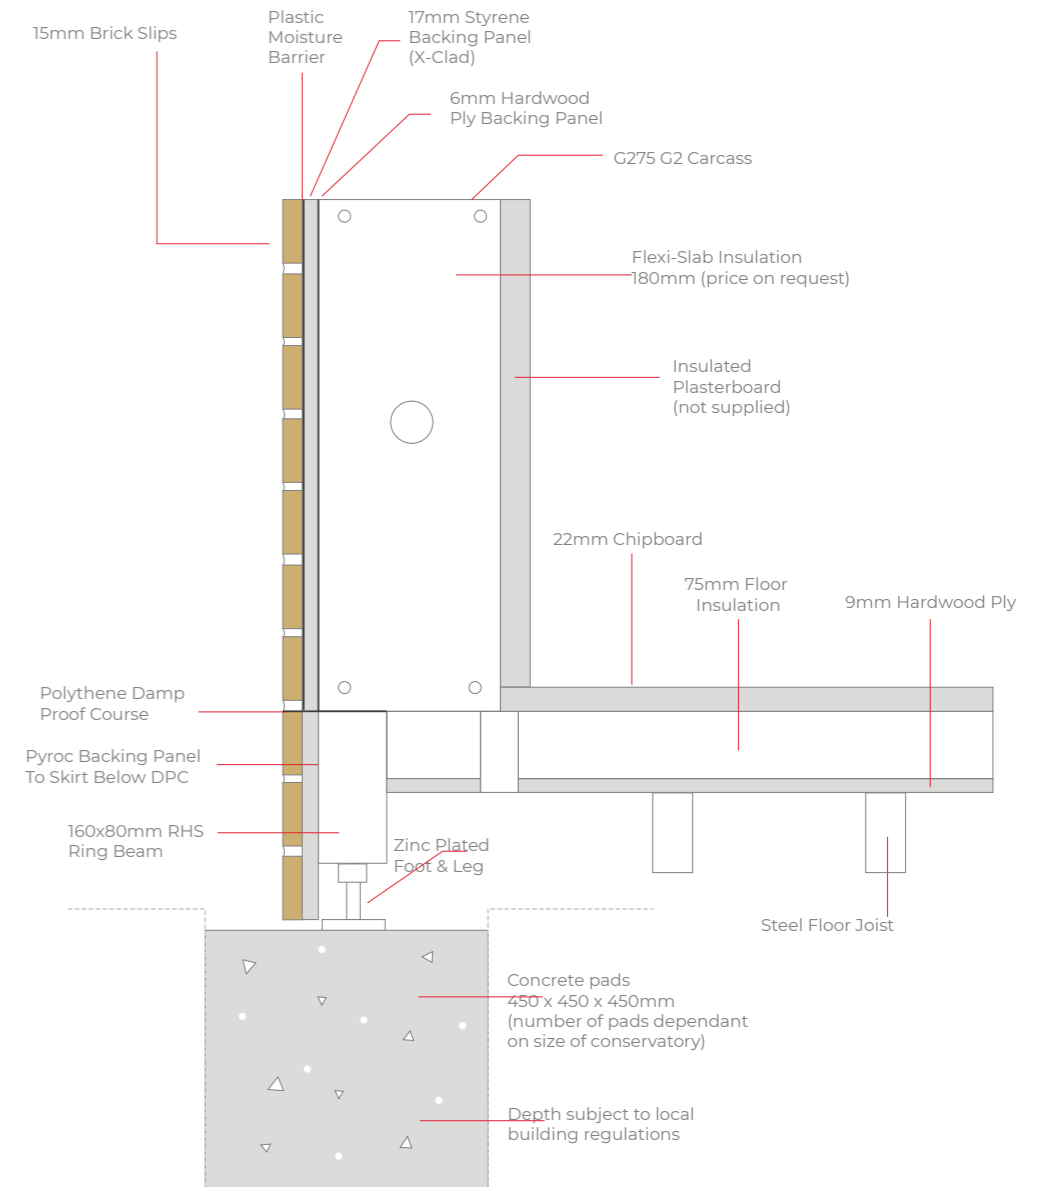 15mm Brick Slips
Plastic
Moisture
Barrier
17mm Styrene
Backing Panel
(X-Clad)
6mm Hardwood
Ply Backing Panel
G275 G2 Carcass
Flexi-Slab Insulation
180mm (price on request)
Insulated
Plasterboard
(not supplied)
22mm Chipboard
75mm Floor
Insulation
9mm Hardwood Ply
Polythene Damp
Proof Course
Pyroc Backing Panel
To Skirt Below DPC
160x80mm RHS
Ring Beam
Zinc Plated
Foot & Leg
Steel Floor Joist
Concrete pads
450 x 450 x 450mm
(number of pads dependant
on size of conservatory)
Depth subject to local
building regulations